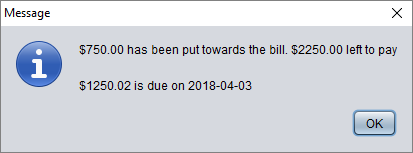 Message
$750.00 has been put towards the bill. $2250.00 left to pay
$1250.02 is due on 2018-04-03
OK